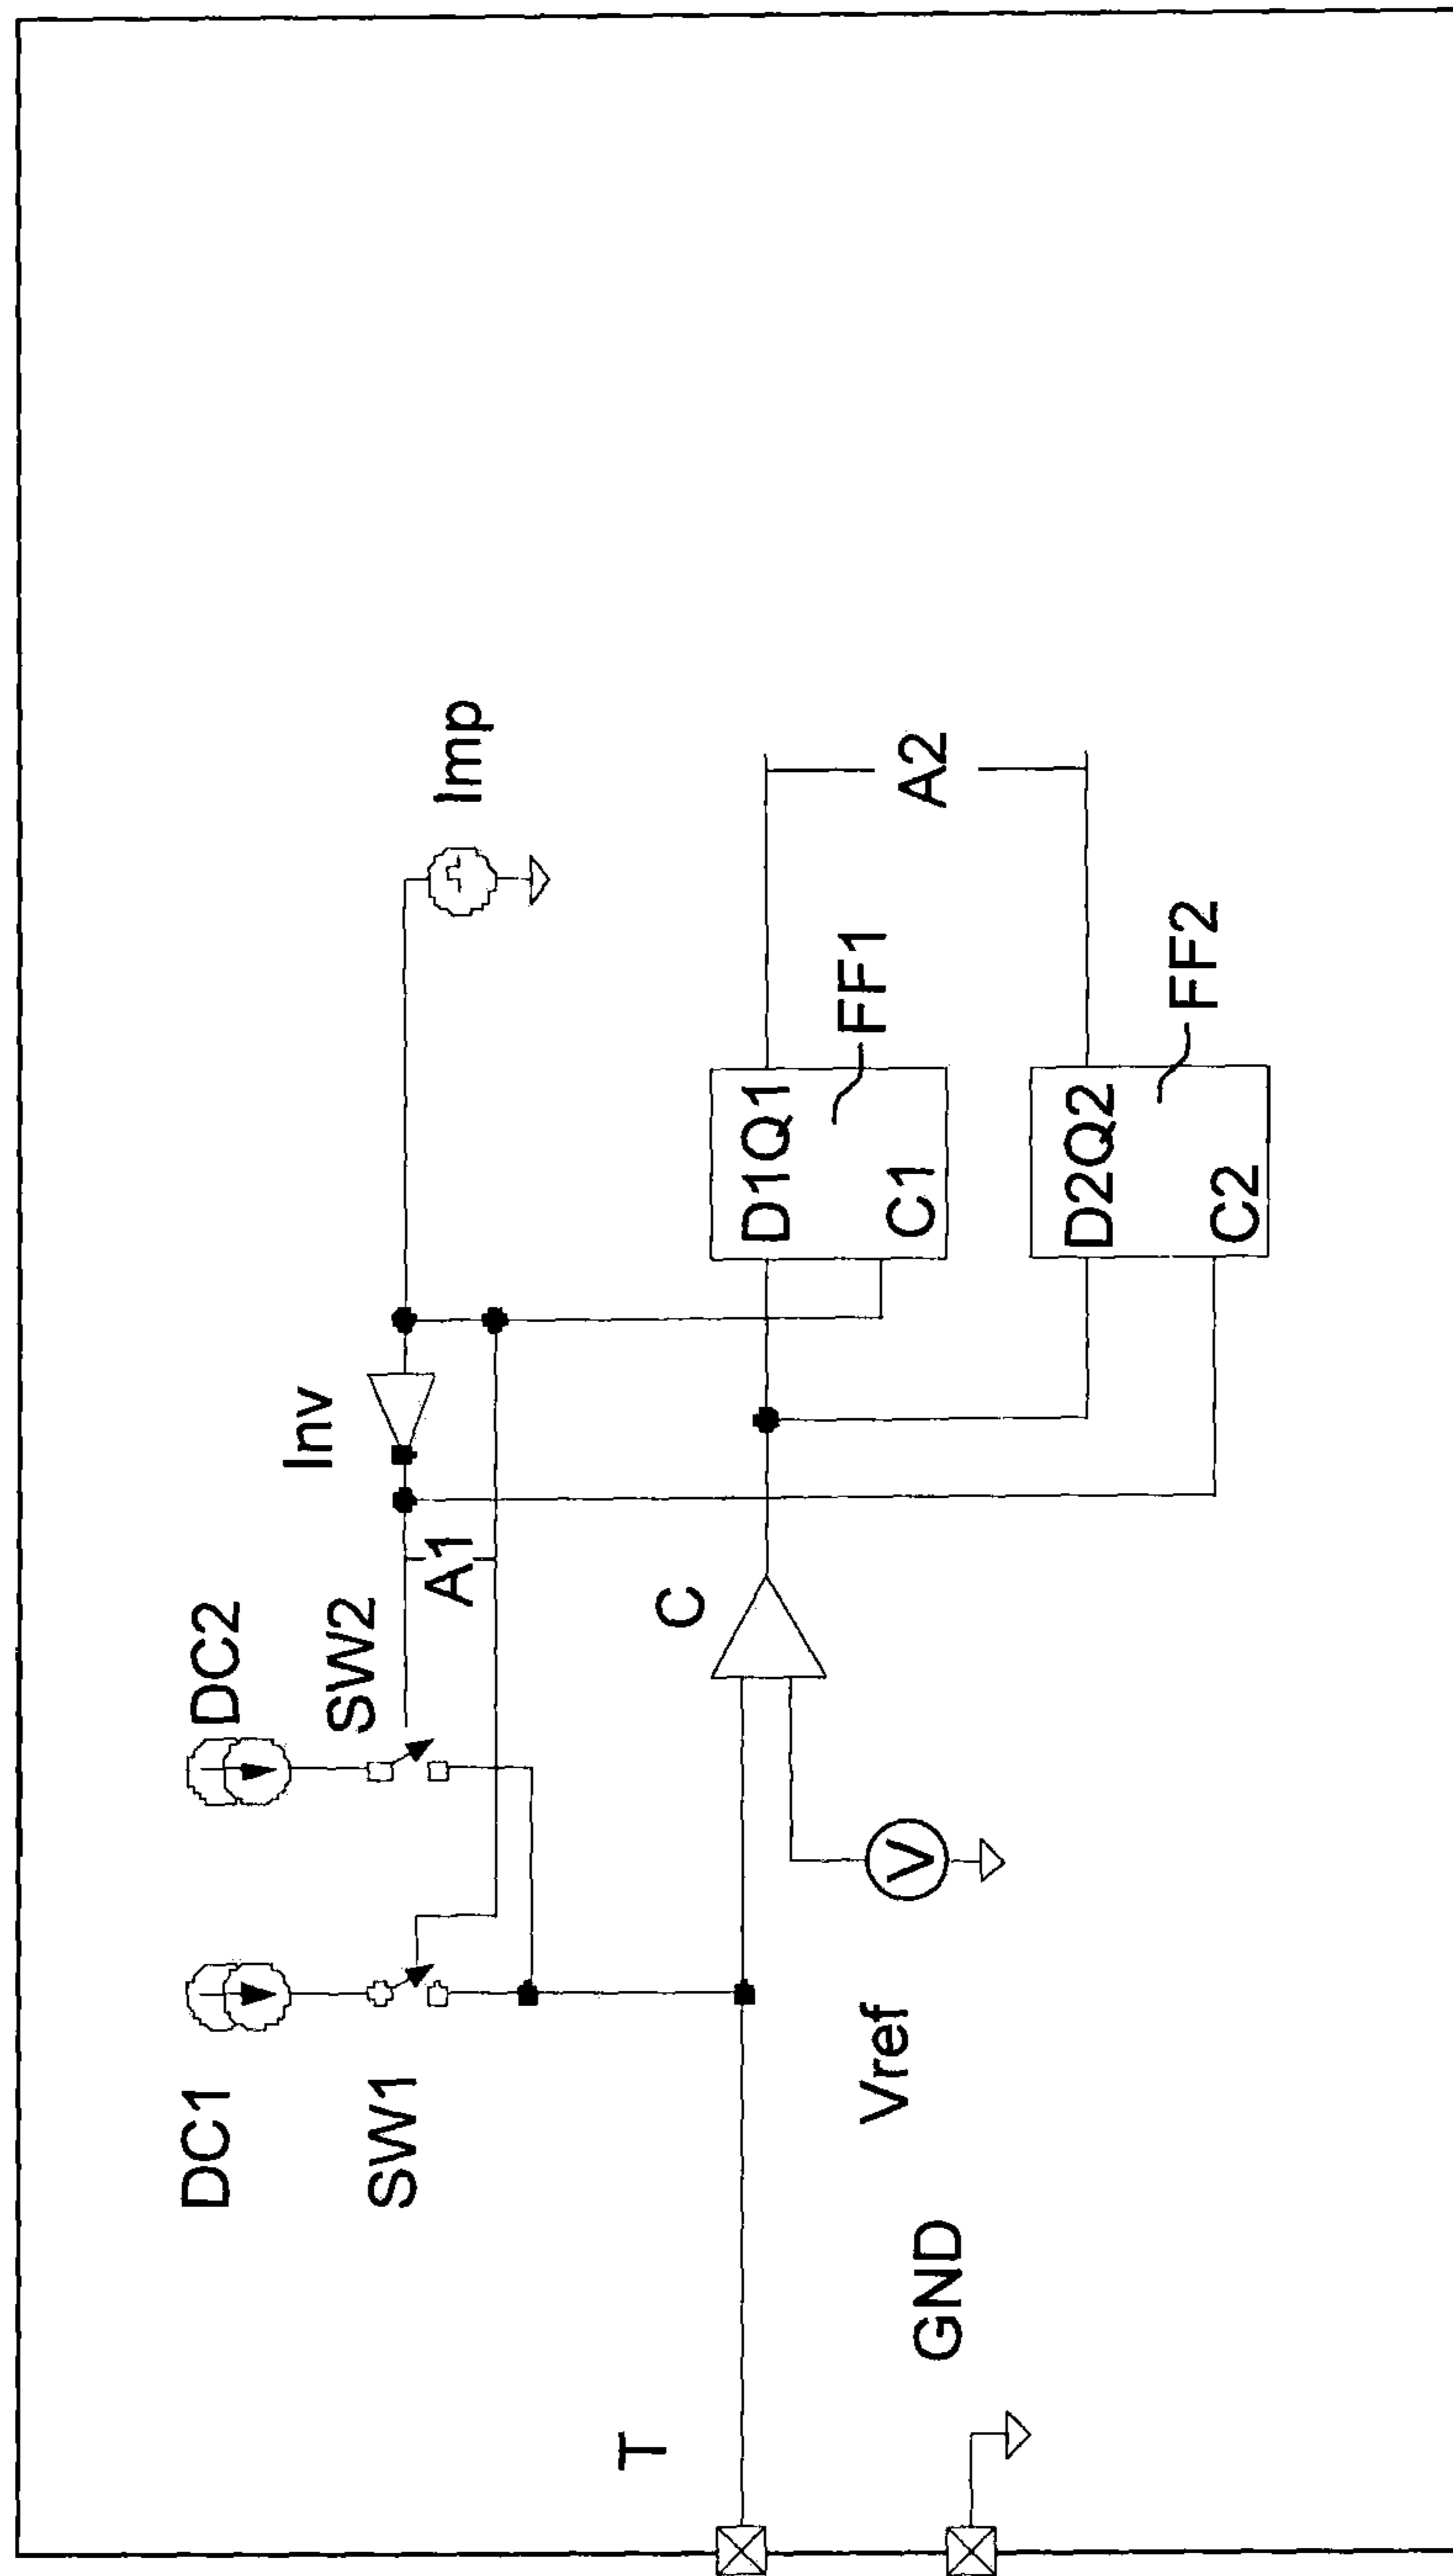 DC1
DC2
SW1
SW2
Inv
A1
Imp
T
C
D1Q1
C1
FF1
A2
V
Vref
GND
D2Q2
C2
FF2